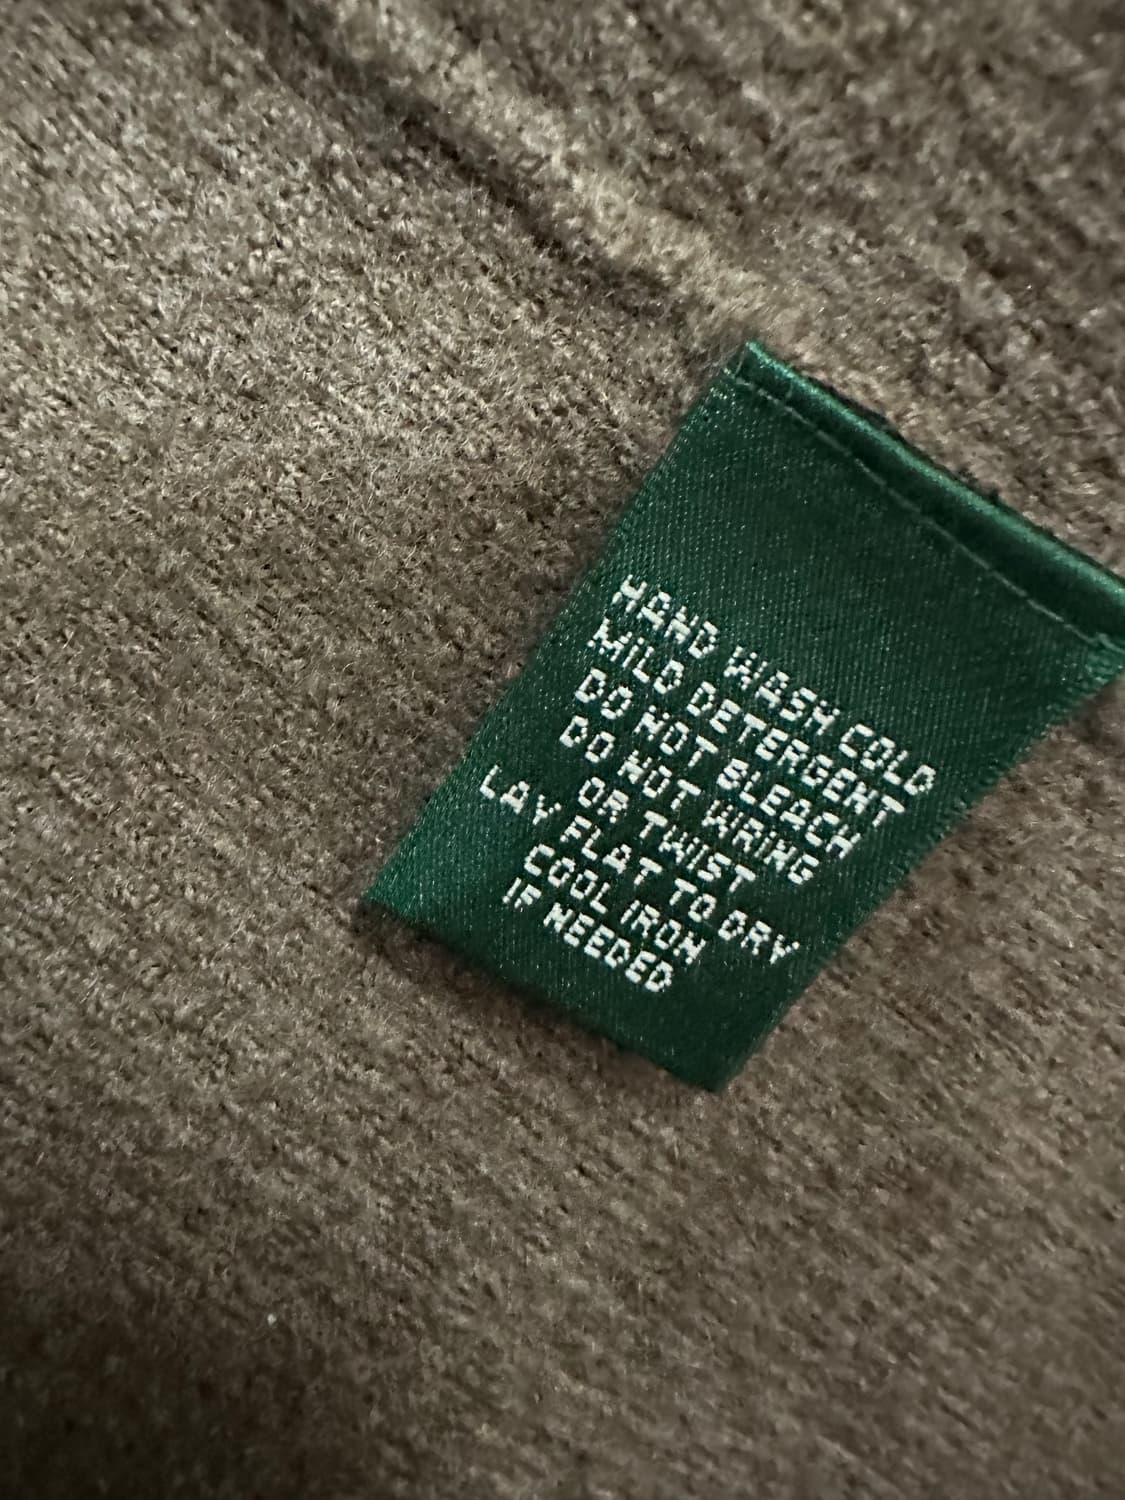 HAND WASH COLD
MILD DETERGENT
DO NOT BLEACH
DO NOT WRING
OR TWIST
LAY FLAT TO DRY
COOL IRON
IF NEEDED